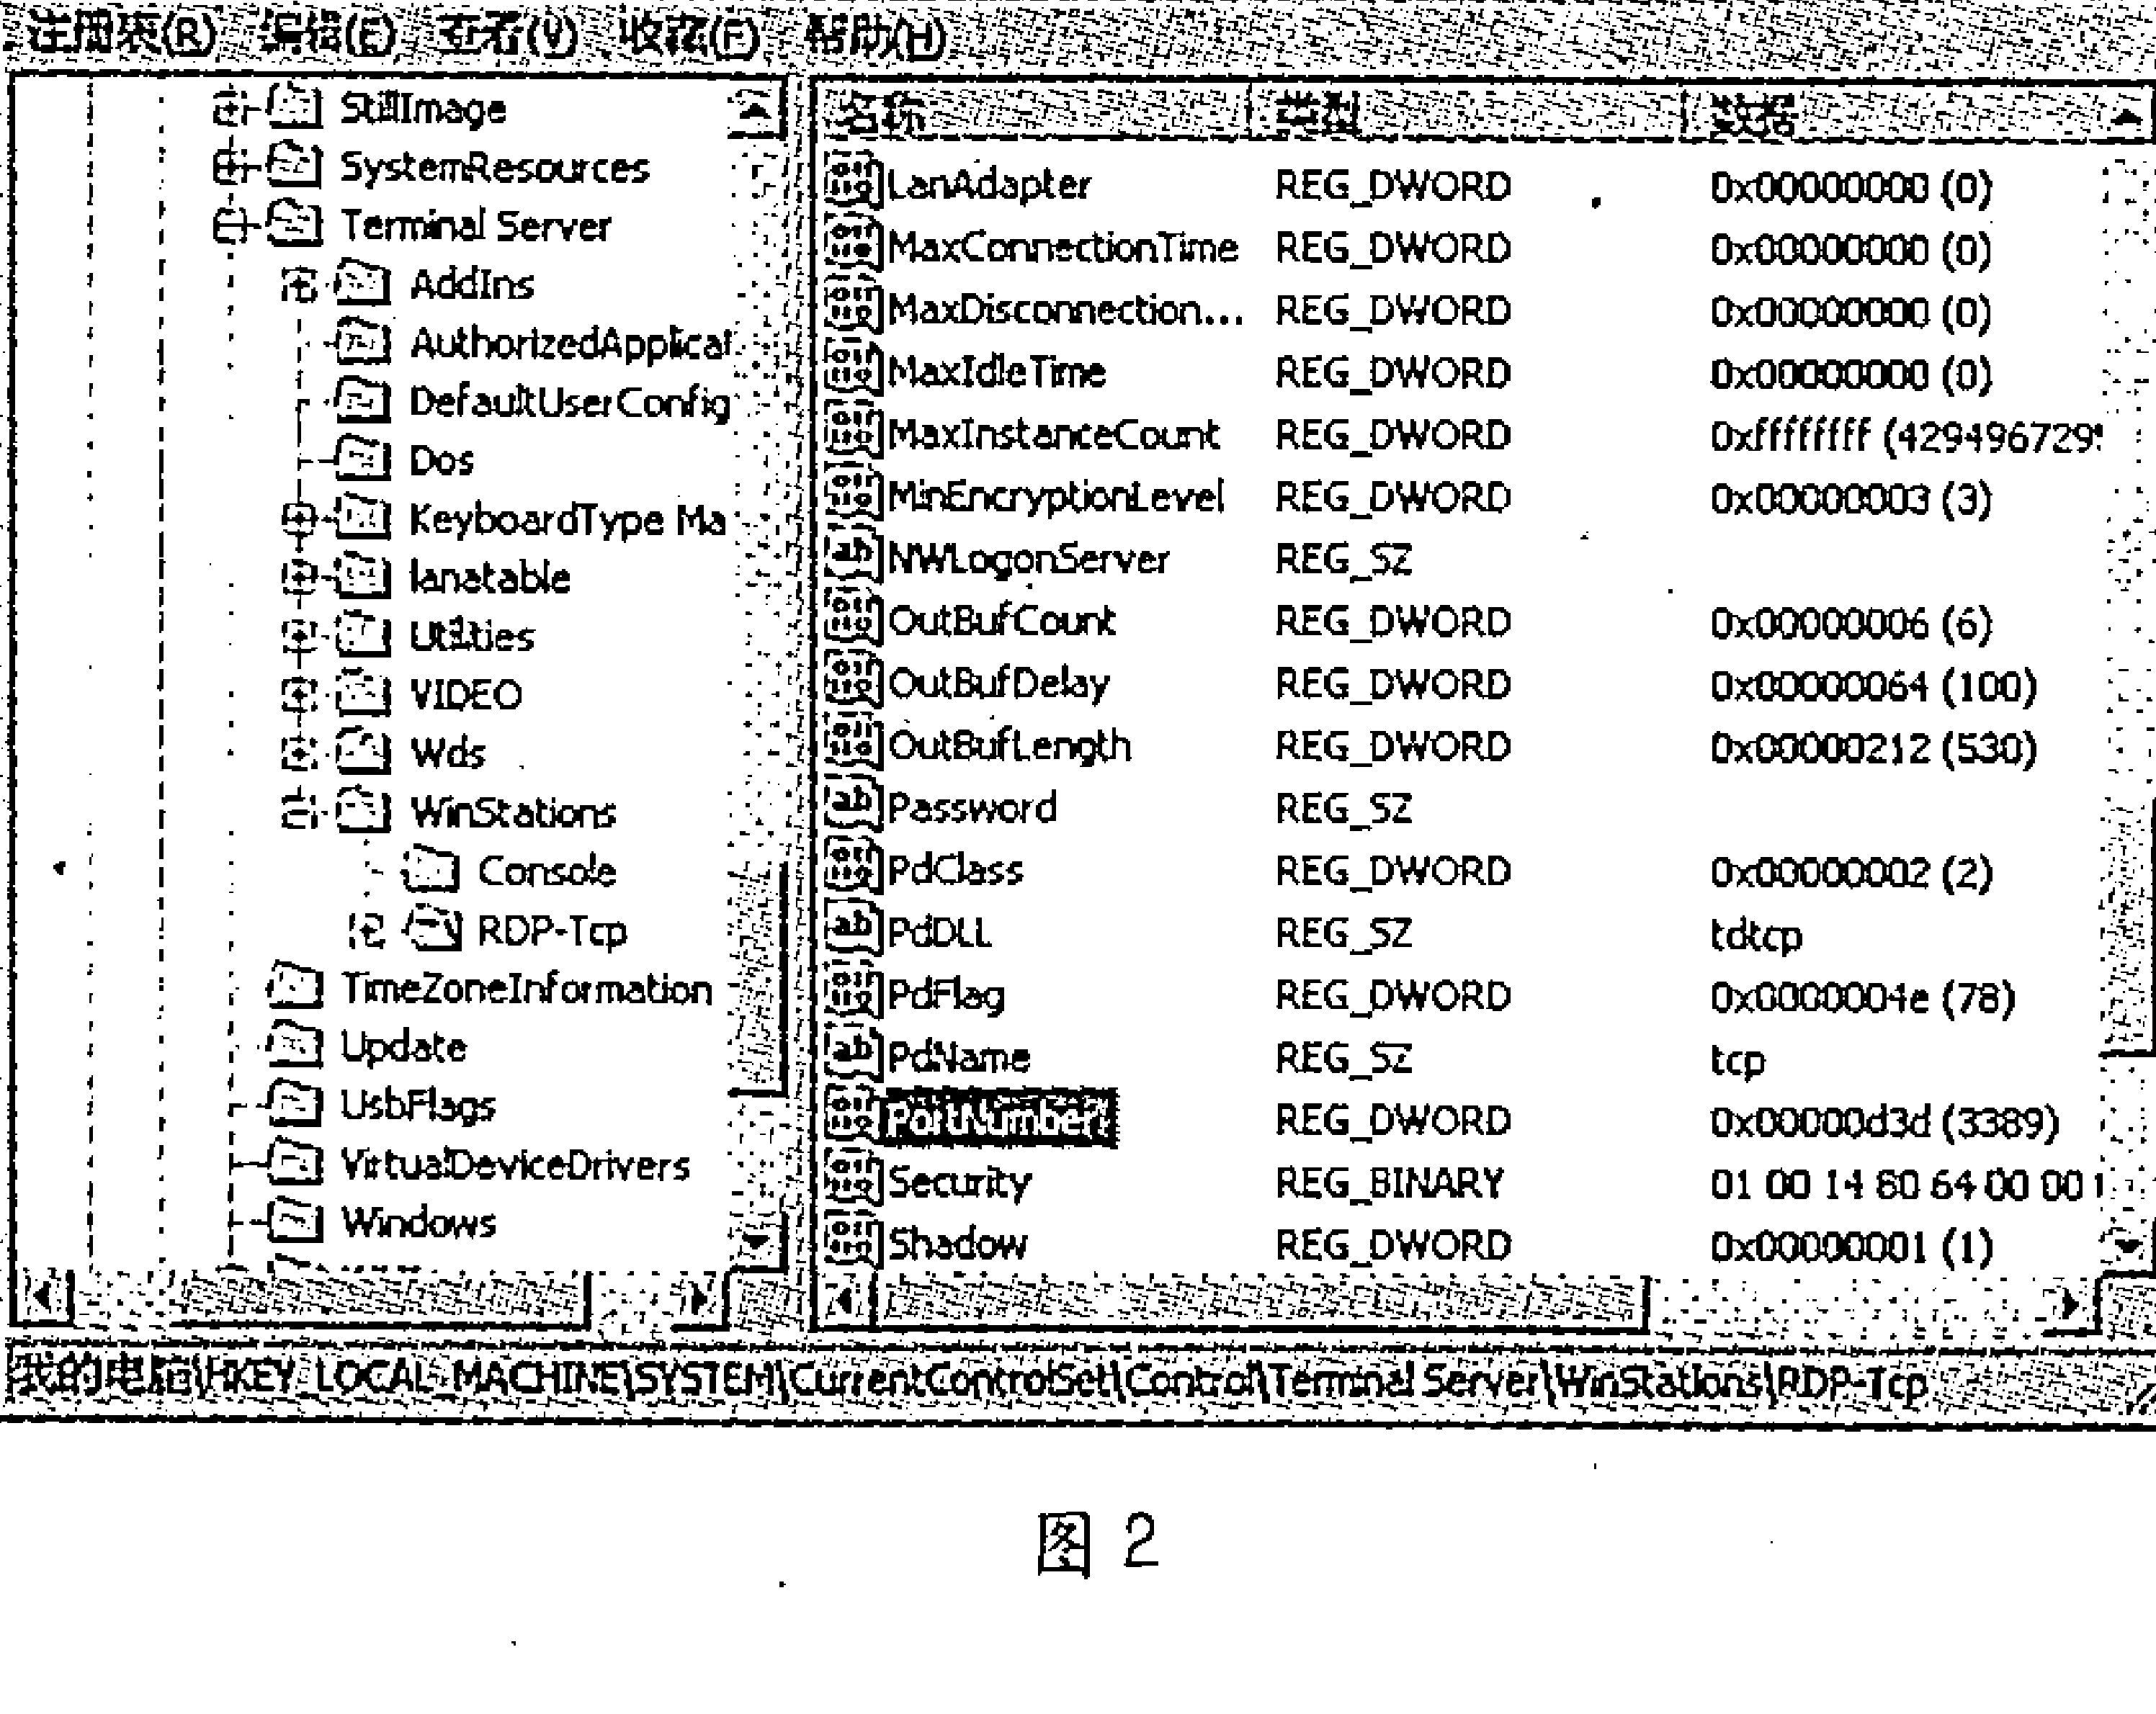 注册表(R) 编辑(E) 查看(V) 收藏(F) 帮助(H)
StillImage
SystemResources
Terminal Server
AddIns
AuthorizedApplicat
DefaultUserConfig
Dos
KeyboardType Ma
lanatable
Utilities
VIDEO
Wds
WinStations
Console
RDP-Tcp
TimeZoneInformation
Update
UsbFlags
VirtualDeviceDrivers
Windows
名称 类型 数据
LanAdapter REG_DWORD 0x00000000 (0)
MaxConnectionTime REG_DWORD 0x00000000 (0)
MaxDisconnection... REG_DWORD 0x00000000 (0)
MaxIdleTime REG_DWORD 0x00000000 (0)
MaxInstanceCount REG_DWORD 0xffffffff (429496729
MinEncryptionLevel REG_DWORD 0x00000003 (3)
NWLogonServer REG_SZ
OutBufCount REG_DWORD 0x00000006 (6)
OutBufDelay REG_DWORD 0x00000064 (100)
OutBufLength REG_DWORD 0x00000212 (530)
Password REG_SZ
PdClass REG_DWORD 0x00000002 (2)
PdDLL REG_SZ tdtcp
PdFlag REG_DWORD 0x0000004e (78)
PdName REG_SZ tcp
PortNumber REG_DWORD 0x00000d3d (3389)
Security REG_BINARY 01 00 14 80 64 00 00
Shadow REG_DWORD 0x00000001 (1)
我的电脑\HKEY_LOCAL_MACHINE\SYSTEM\CurrentControlSet\Control\Terminal Server\WinStations\RDP-Tcp
图 2